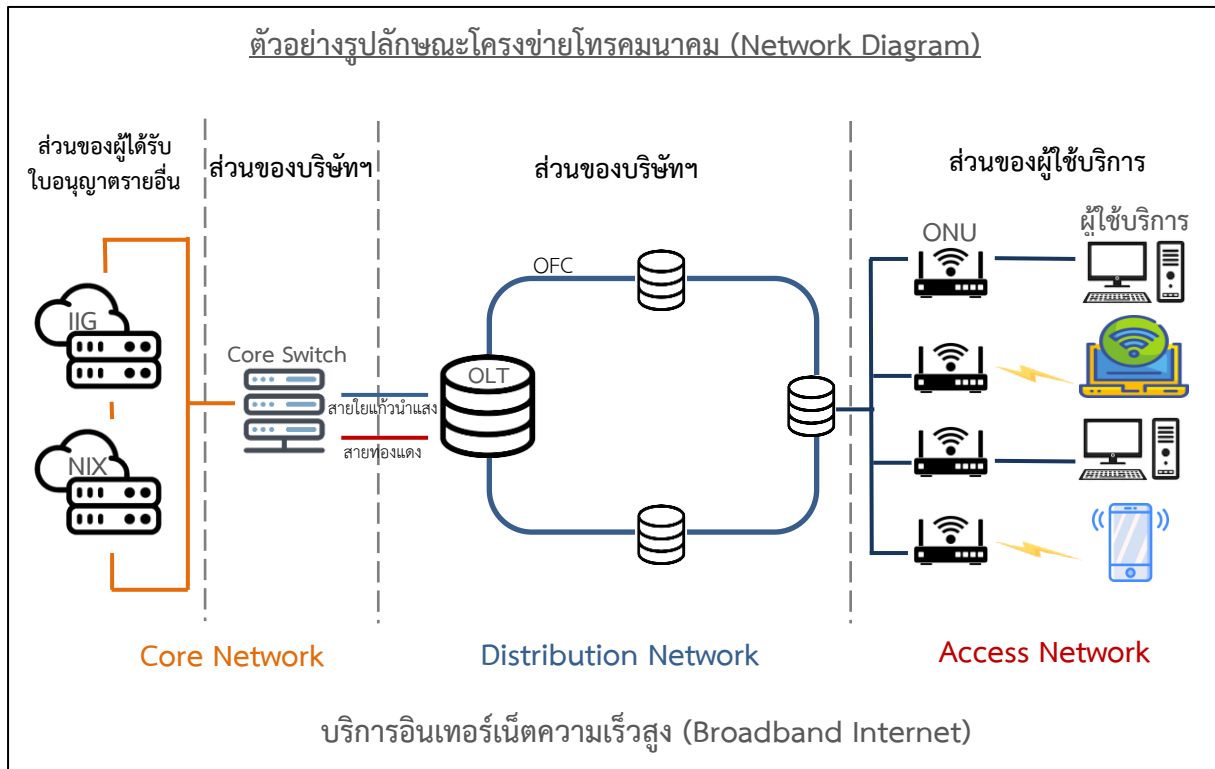 ตัวอย่างรูปลักษณะโครงข่ายโทรคมนาคม (Network Diagram)
ส่วนของผู้ได้รับ
ใบอนุญาตรายอื่น
ส่วนของบริษัทฯ
ส่วนของบริษัทฯ
ส่วนของผู้ใช้บริการ
ONU
ผู้ใช้บริการ
OFC
IIG
Core Switch
OLT
สายใยแก้วนำแสง
สายทองแดง
NIX
Core Network
Distribution Network
Access Network
บริการอินเทอร์เน็ตความเร็วสูง (Broadband Internet)